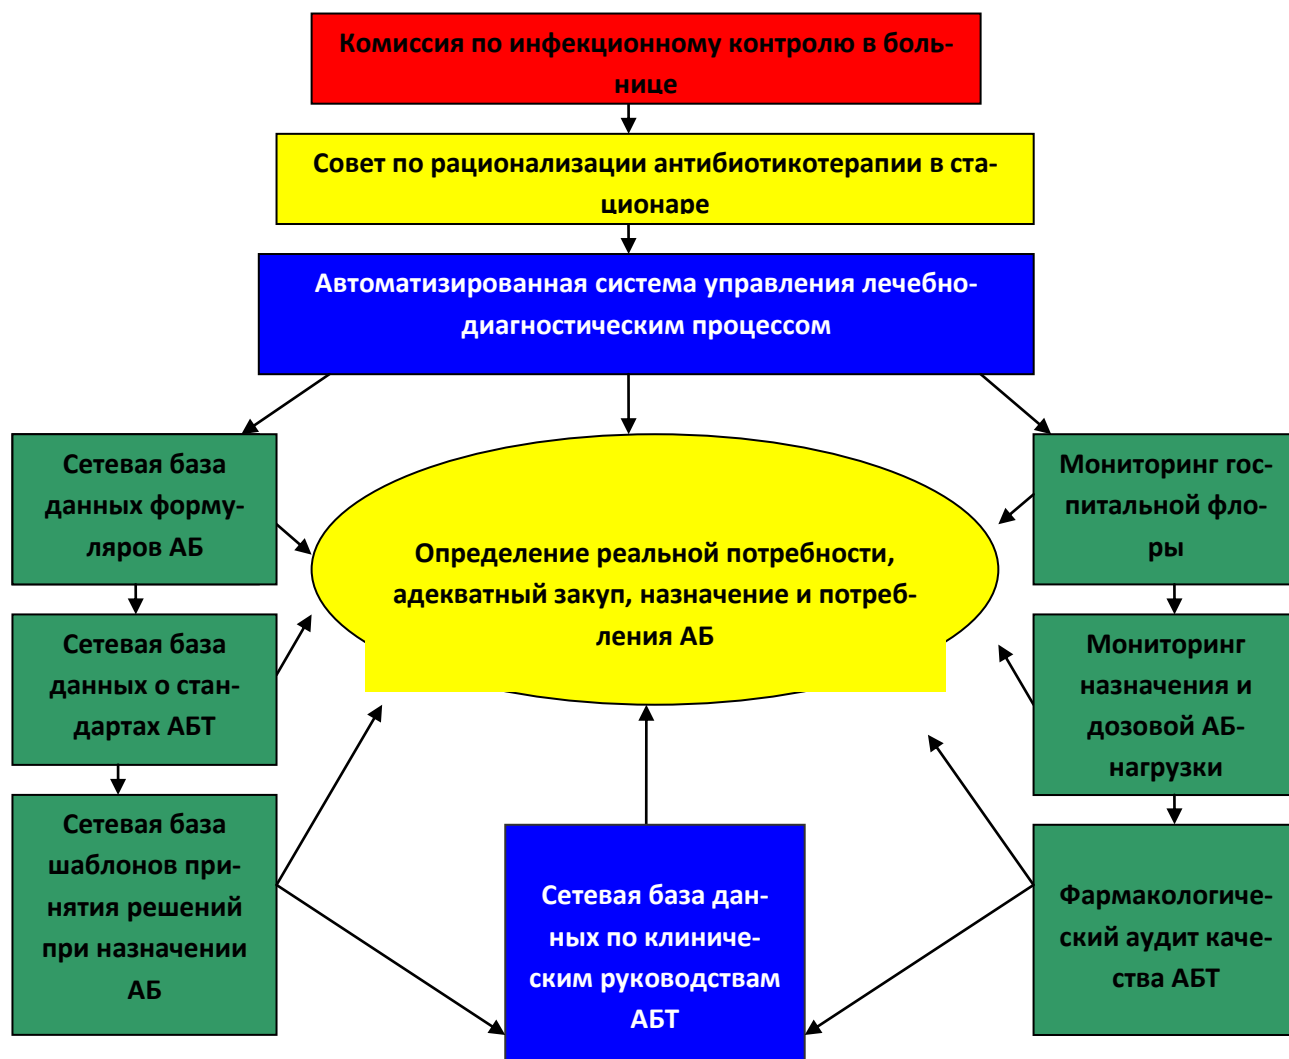 Комиссия по инфекционному контролю в боль-
нице
Совет по рационализации антибиотикотерапии в ста-
ционаре
Автоматизированная система управления лечебно-
диагностическим процессом
Сетевая база
данных форму-
ляров АБ
Мониторинг гос-
питальной фло-
ры
Определение реальной потребности,
адекватный закуп, назначение и потреб-
ления АБ
Сетевая база
данных о стан-
дартах АБТ
Мониторинг
назначения и
дозовой АБ-
нагрузки
Сетевая база
шаблонов при-
нятия решений
при назначении
АБ
Сетевая база дан-
ных по клиниче-
ским руководствам
АБТ
Фармакологиче-
ский аудит каче-
ства АБТ